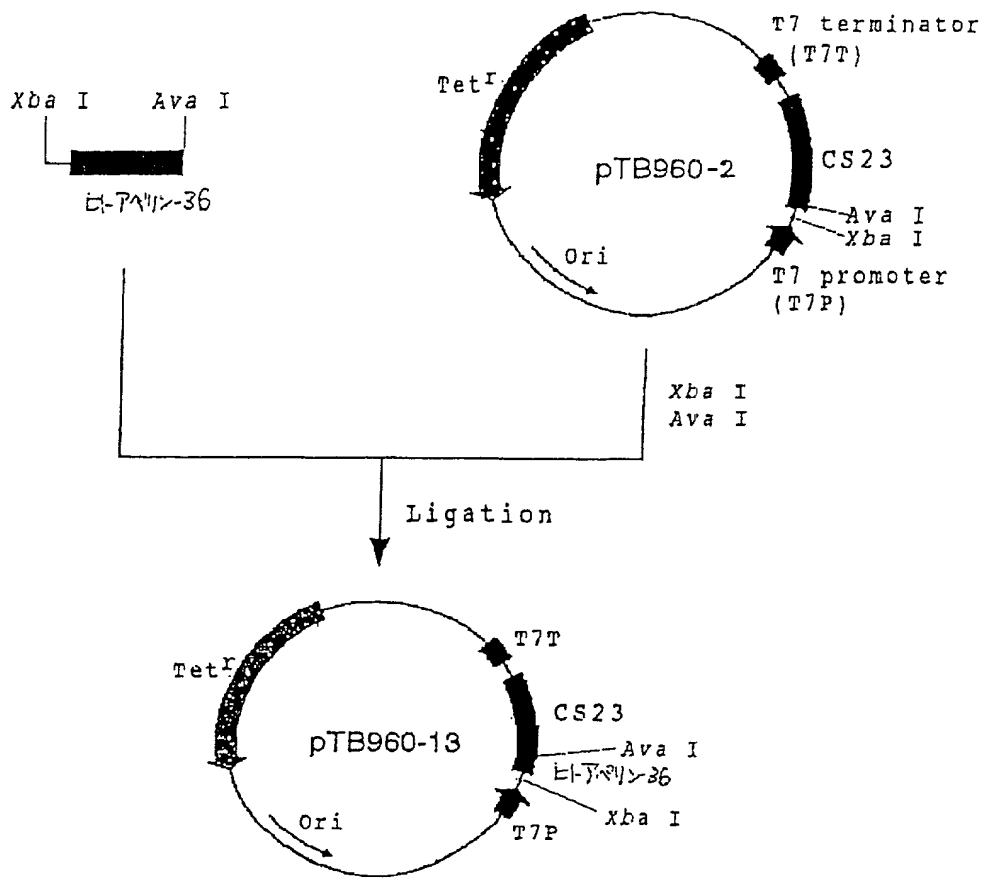 T7 terminator
(T7T)
Tet^r
Xba I
Ava I
CS23
pTB960-2
ヒト-アペリン-36
Ava I
Xba I
Ori
T7 promoter
(T7P)
Xba I
Ava I
Ligation
T7T
Tet^r
CS23
pTB960-13
Ava I
ヒト-アペリン-36
Xba I
Ori
T7P